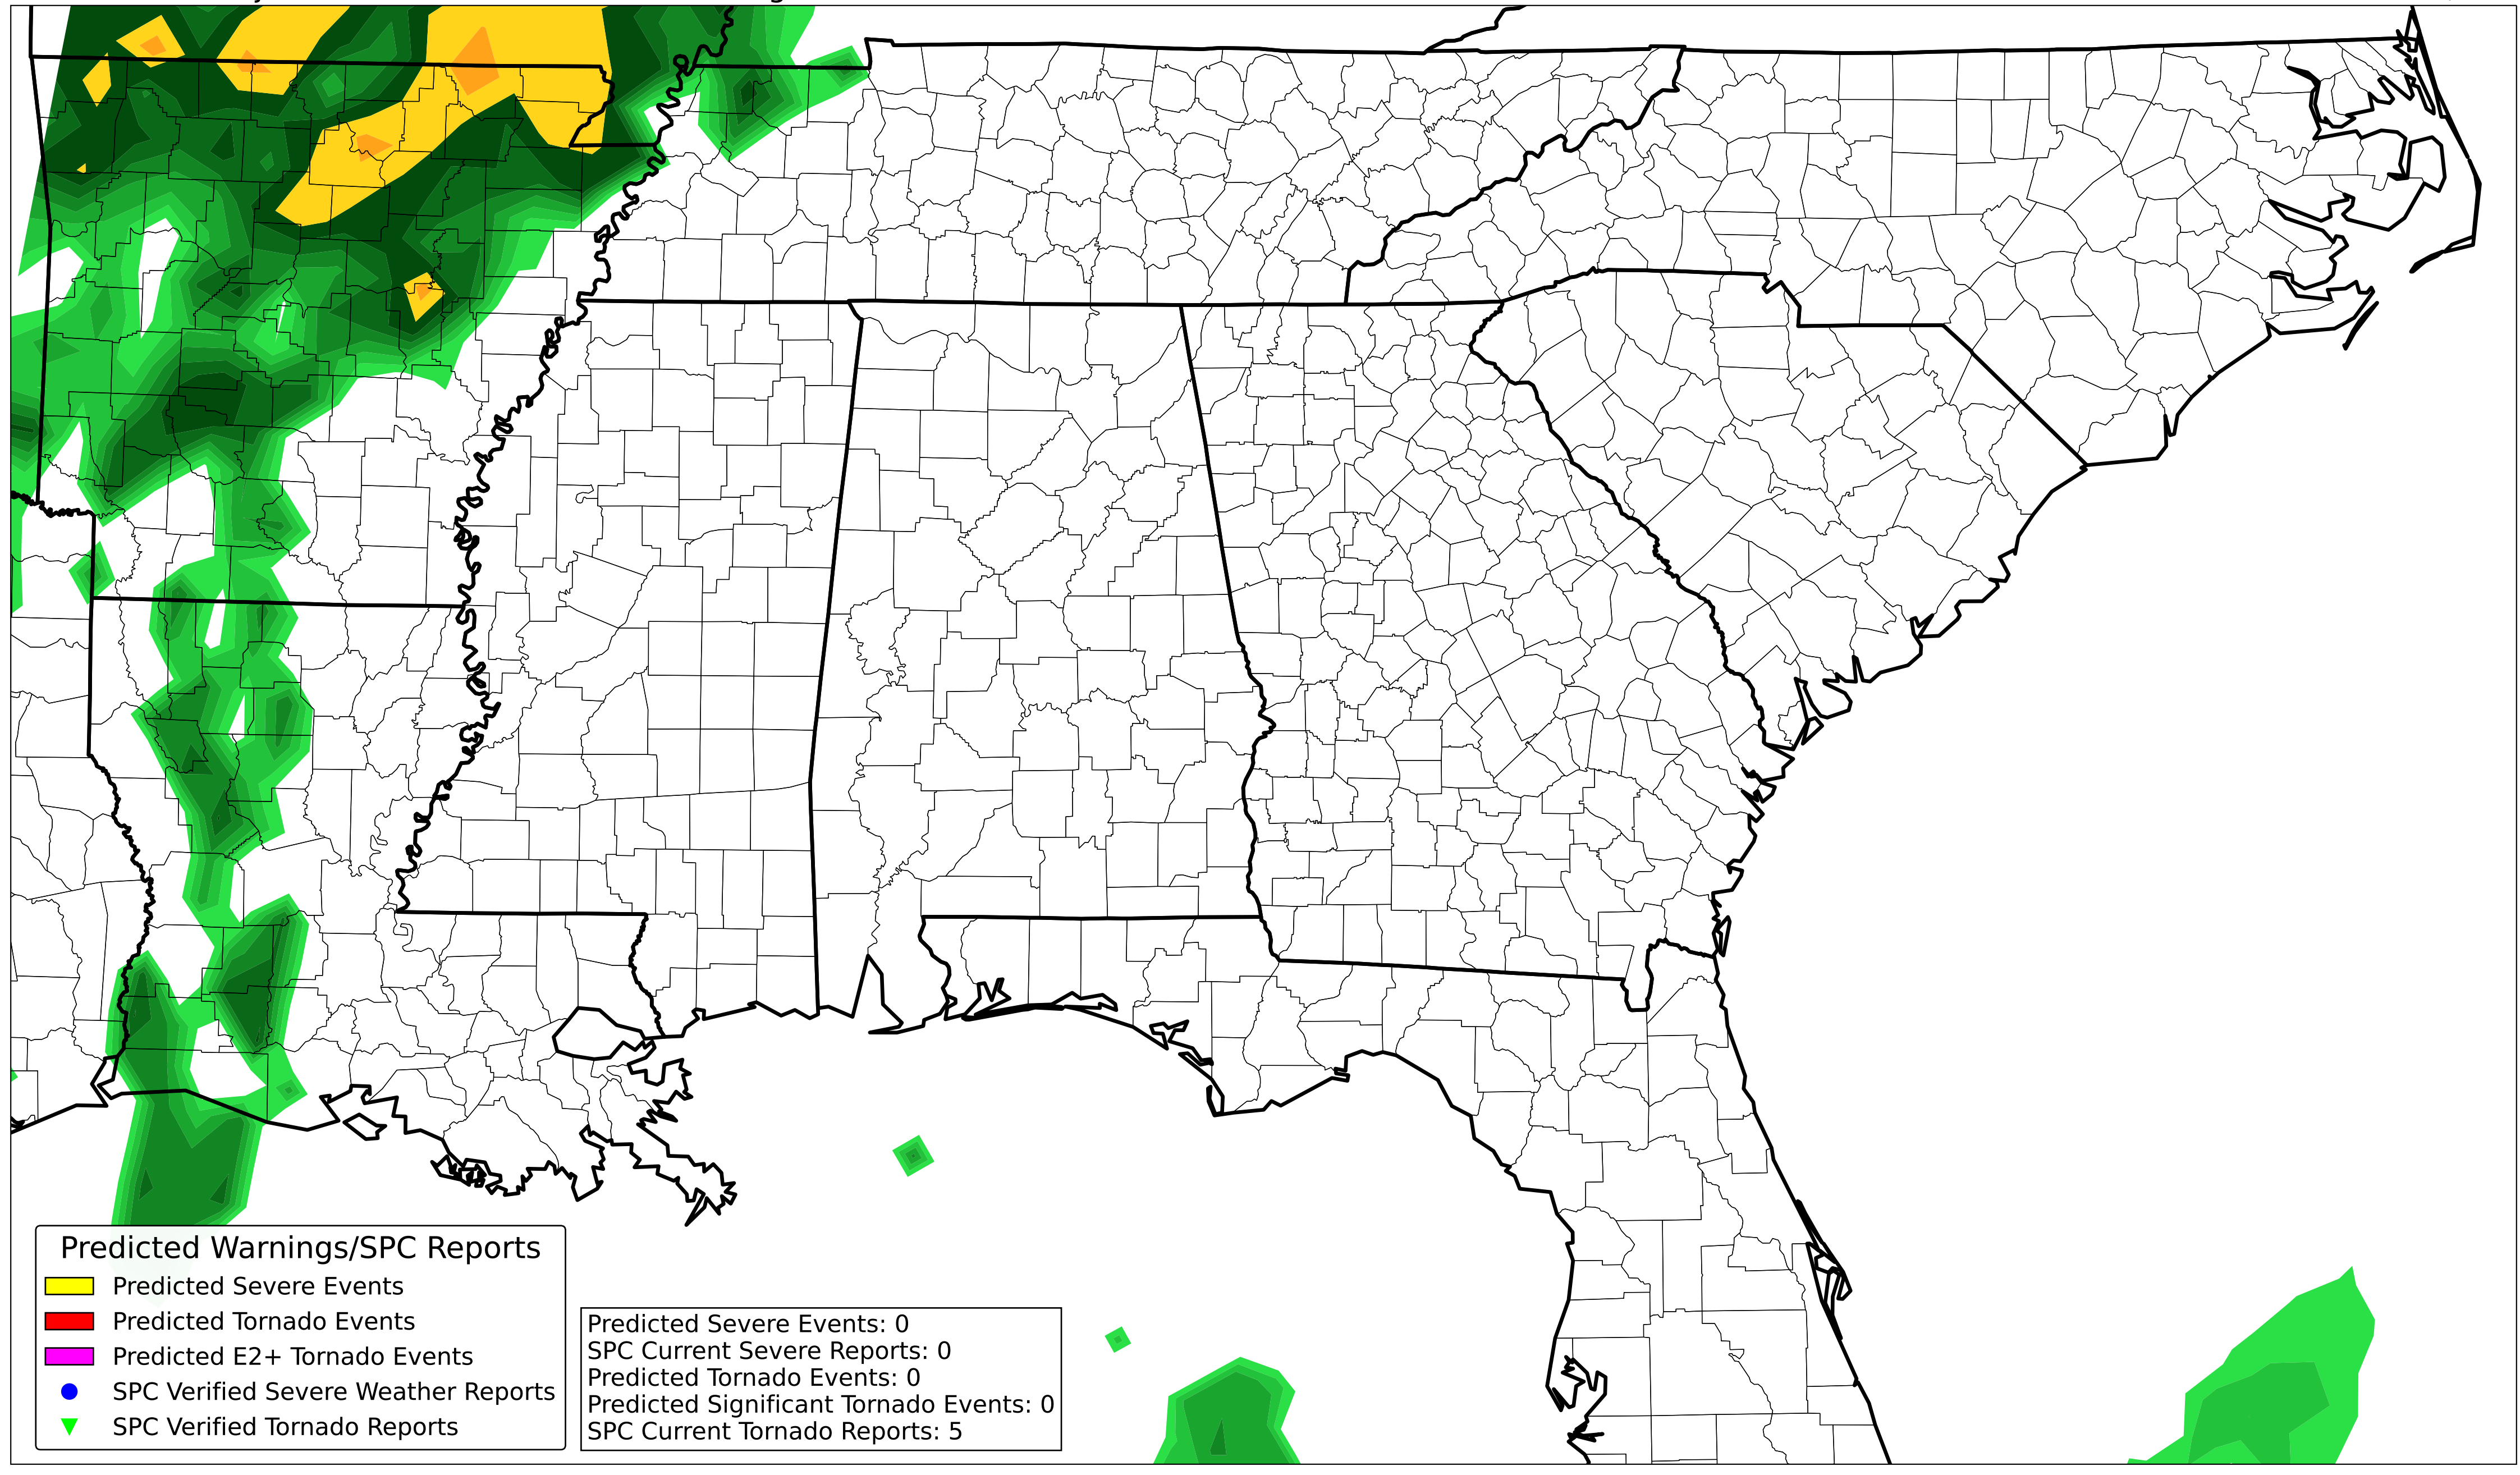 Predicted Warnings/SPC Reports
Predicted Severe Events
Predicted Tornado Events
Predicted E2+ Tornado Events
SPC Verified Severe Weather Reports
SPC Verified Tornado Reports
Predicted Severe Events: 0
SPC Current Severe Reports: 0
Predicted Tornado Events: 0
Predicted Significant Tornado Events: 0
SPC Current Tornado Reports: 5